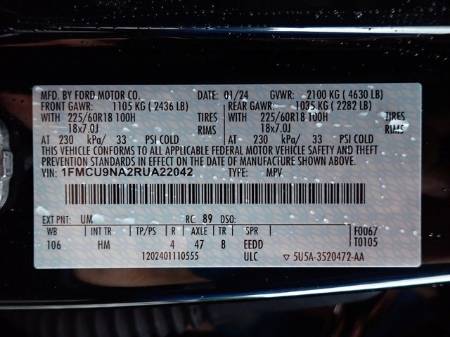 MFD. BY FORD MOTOR CO. DATE: 01/24 GVWR: 2100 KG ( 4630 LB)
FRONT GAWR: 1105 KG ( 2436 LB) REAR GAWR: 1035 KG ( 2282 LB)
WITH 225/60R18 100H TIRES WITH 225/60R18 100H TIRES
18x7.0J RIMS 18x7.0J RIMS
AT 230 kPa/ 33 PSI COLD AT 230 kPa/ 33 PSI COLD
THIS VEHICLE CONFORMS TO ALL APPLICABLE FEDERAL MOTOR VEHICLE SAFETY, BUMPER,
AND THEFT PREVENTION STANDARDS IN EFFECT ON THE DATE OF MANUFACTURE SHOWN ABOVE.
VIN: 1FMCU9NA2RUA22042 TYPE: MPV
EXT PNT: UM RC: 89 DSO:
WB INT TR TP/PS R AX TR SPR F0067
106 HM 4 47 8 EEDD T0105
1202401110555 ULC 5U5A-3520472-AA